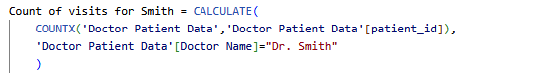 Count of visits for Smith = CALCULATE(
COUNTX('Doctor Patient Data','Doctor Patient Data'[patient_id]),
'Doctor Patient Data'[Doctor Name]="Dr. Smith"
)